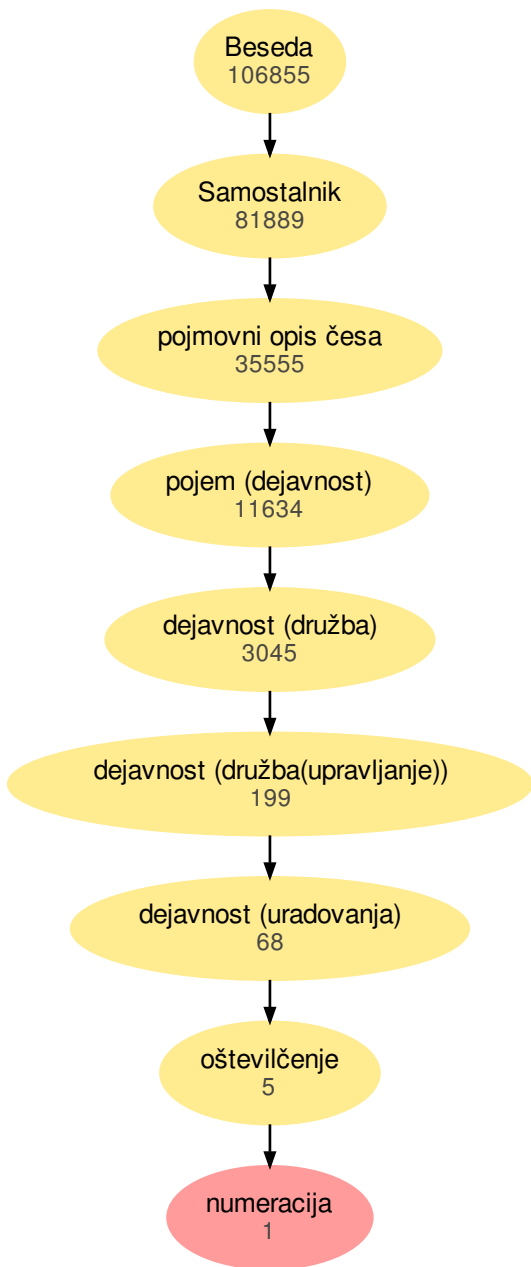 Beseda
106855
Samostalnik
81889
pojmovni opis česa
35555
pojem (dejavnost)
11634
dejavnost (družba)
3045
dejavnost (družba(upravljanje))
199
dejavnost (uradovanja)
68
oštevilčenje
5
numeracija
1